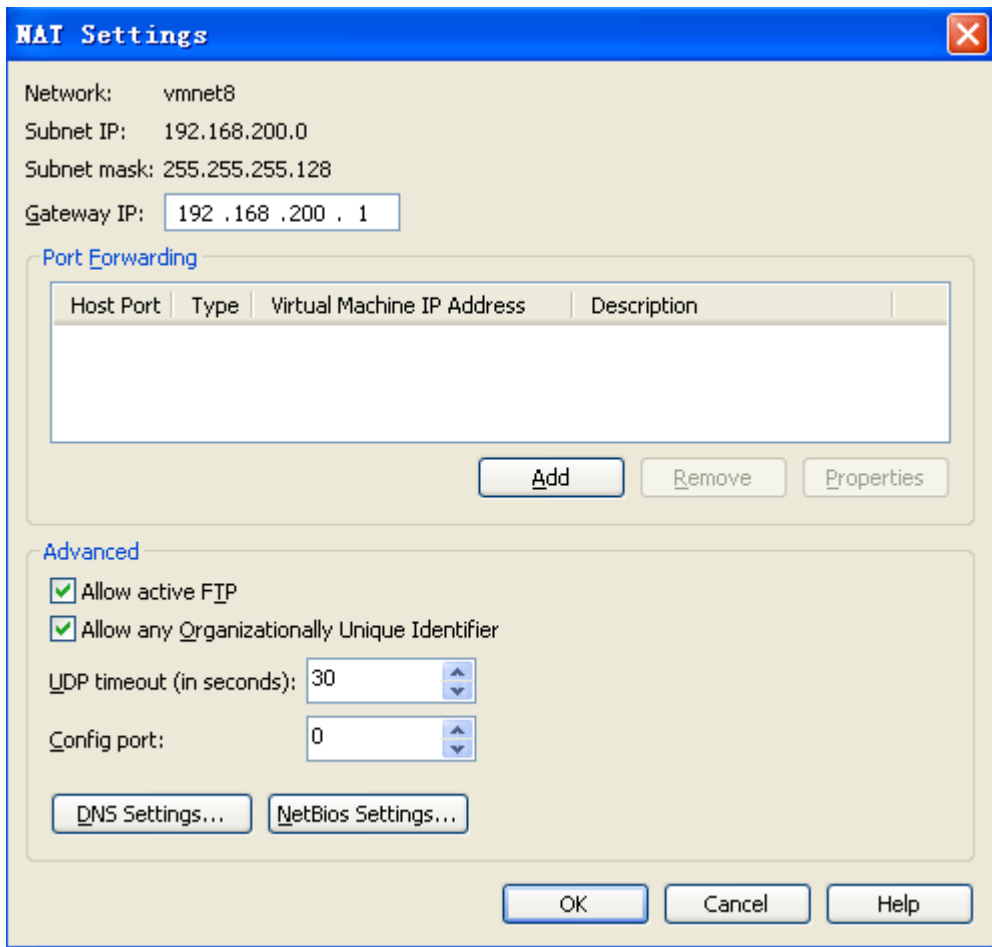 NAT Settings
Network: vmnet8
Subnet IP: 192.168.200.0
Subnet mask: 255.255.255.128
Gateway IP: 192 .168 .200 . 1
Port Forwarding
Host Port Type Virtual Machine IP Address Description
Add Remove Properties
Advanced
Allow active FTP
Allow any Organizationally Unique Identifier
UDP timeout (in seconds): 30
Config port: 0
DNS Settings... NetBios Settings...
OK Cancel Help